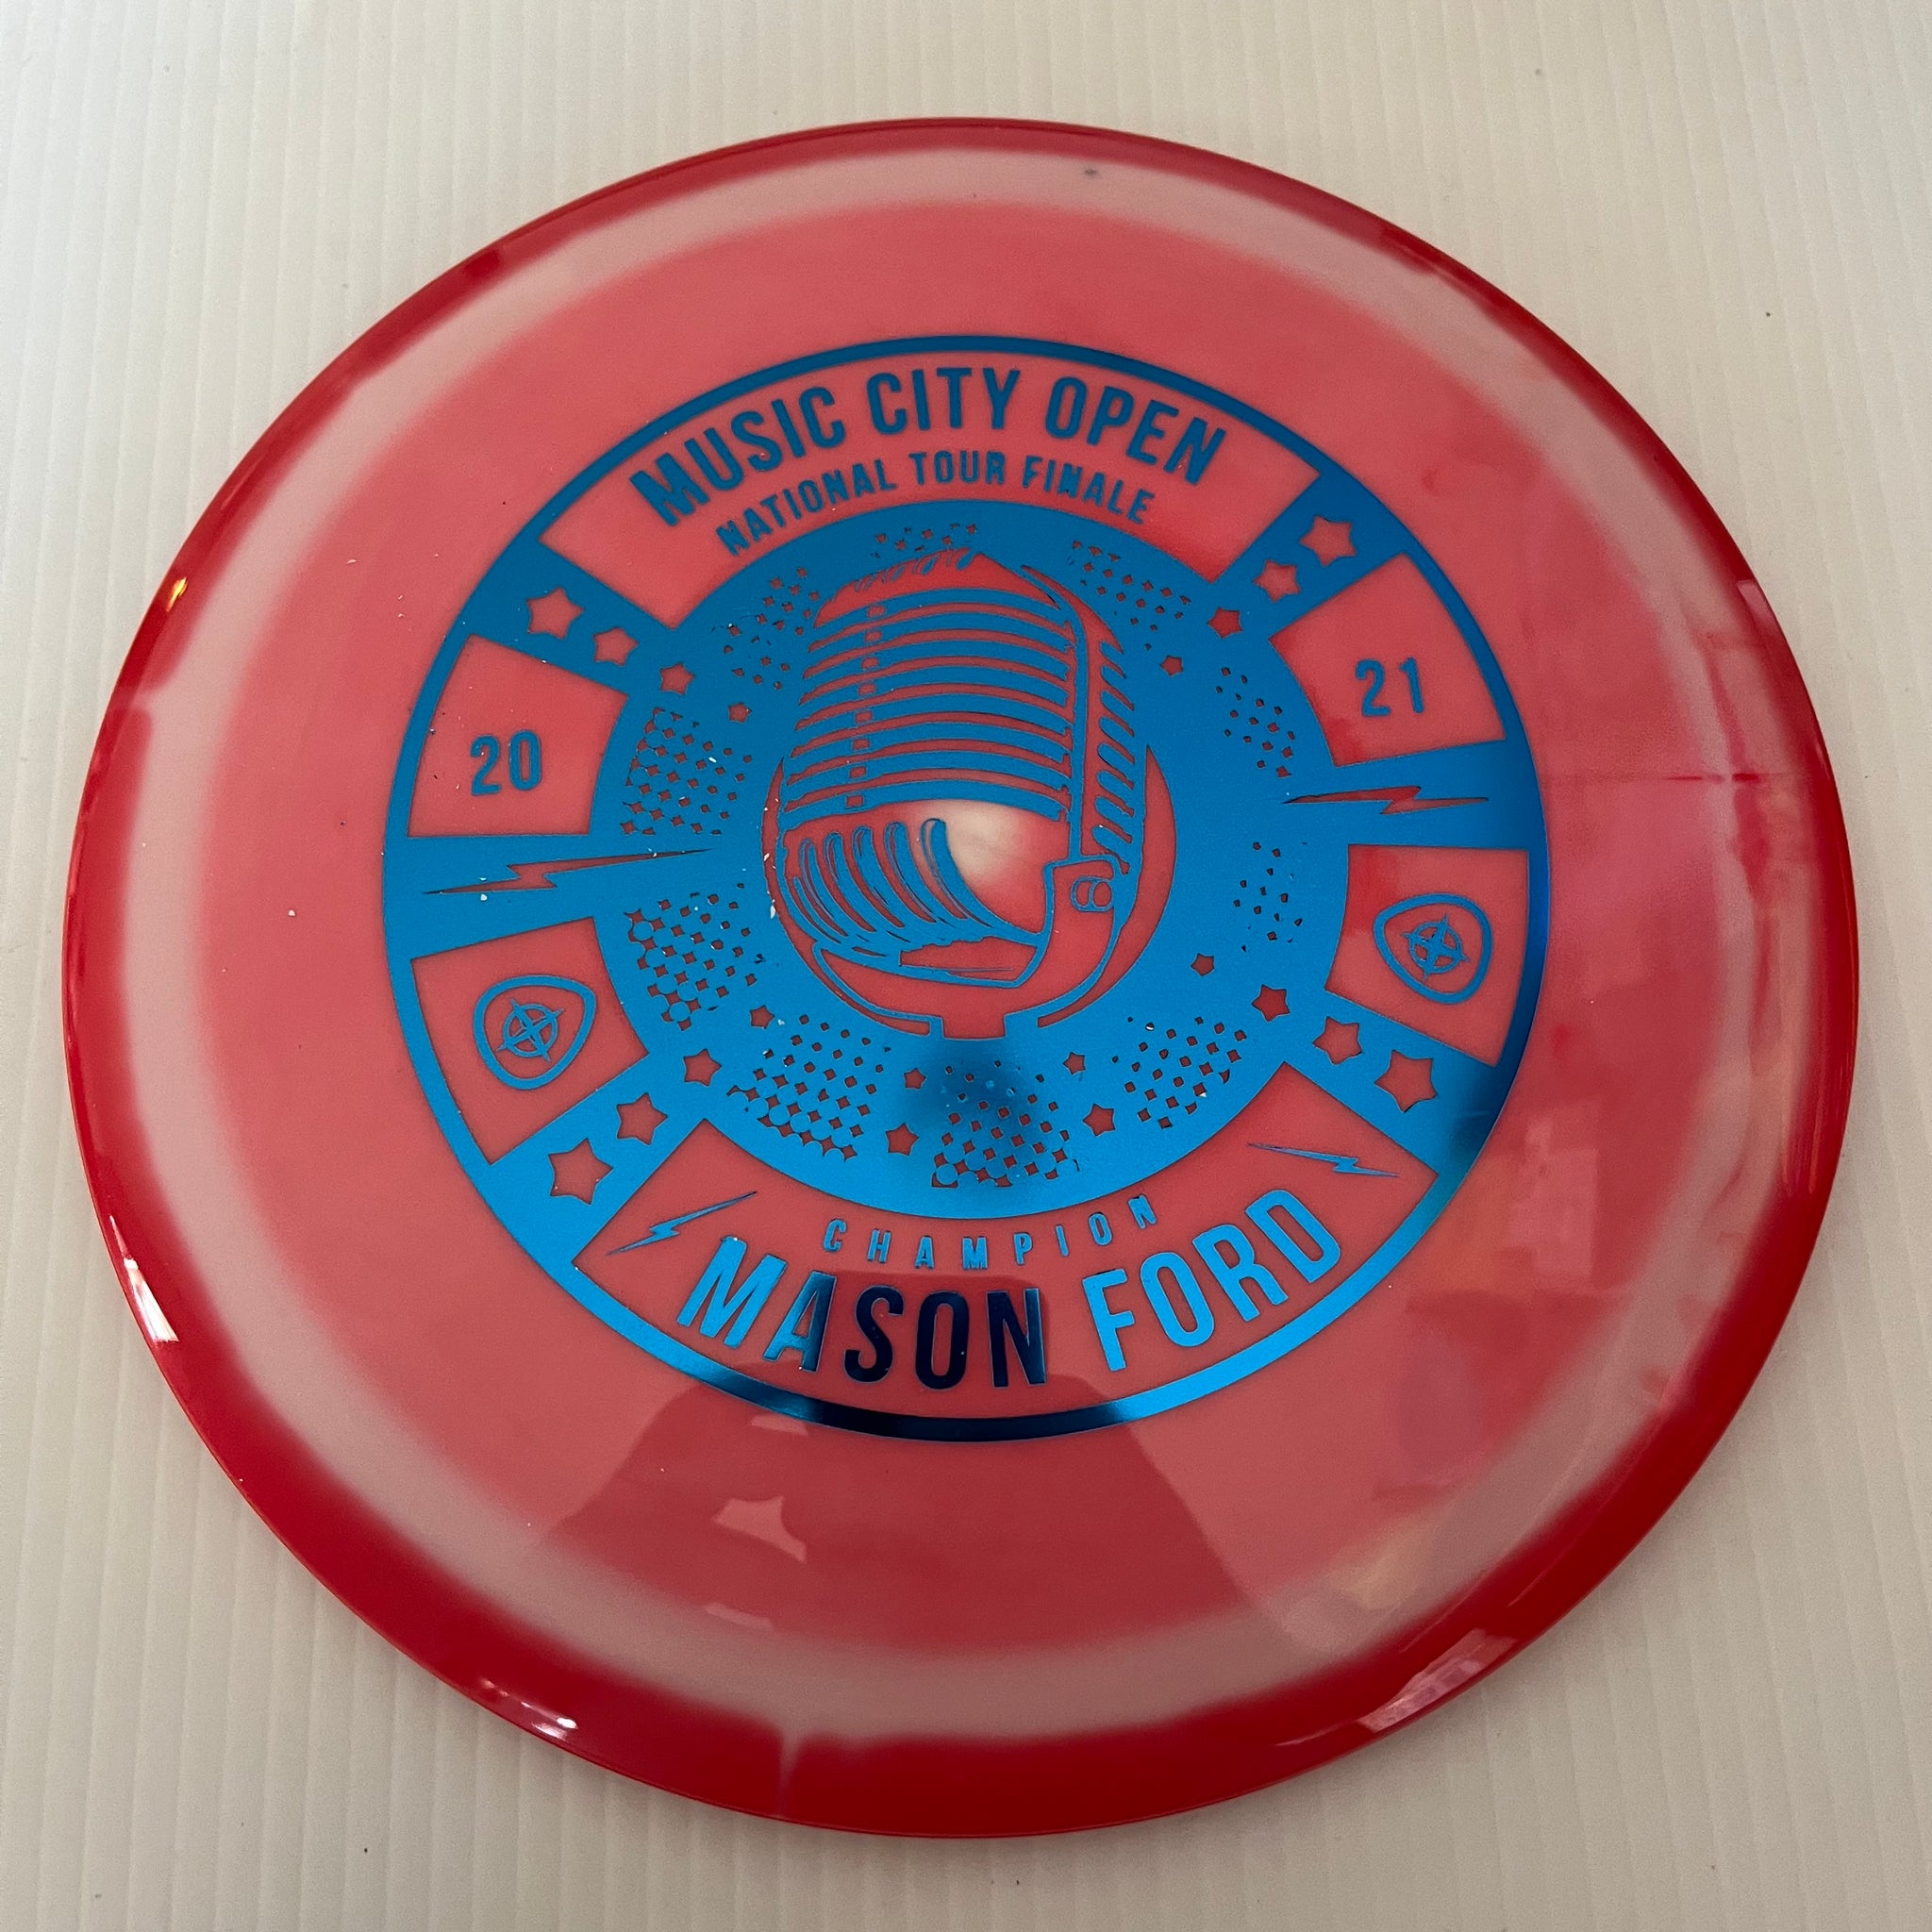 MUSIC CITY OPEN
NATIONAL TOUR FINALE
20
21
CHAMPION
MASON FORD